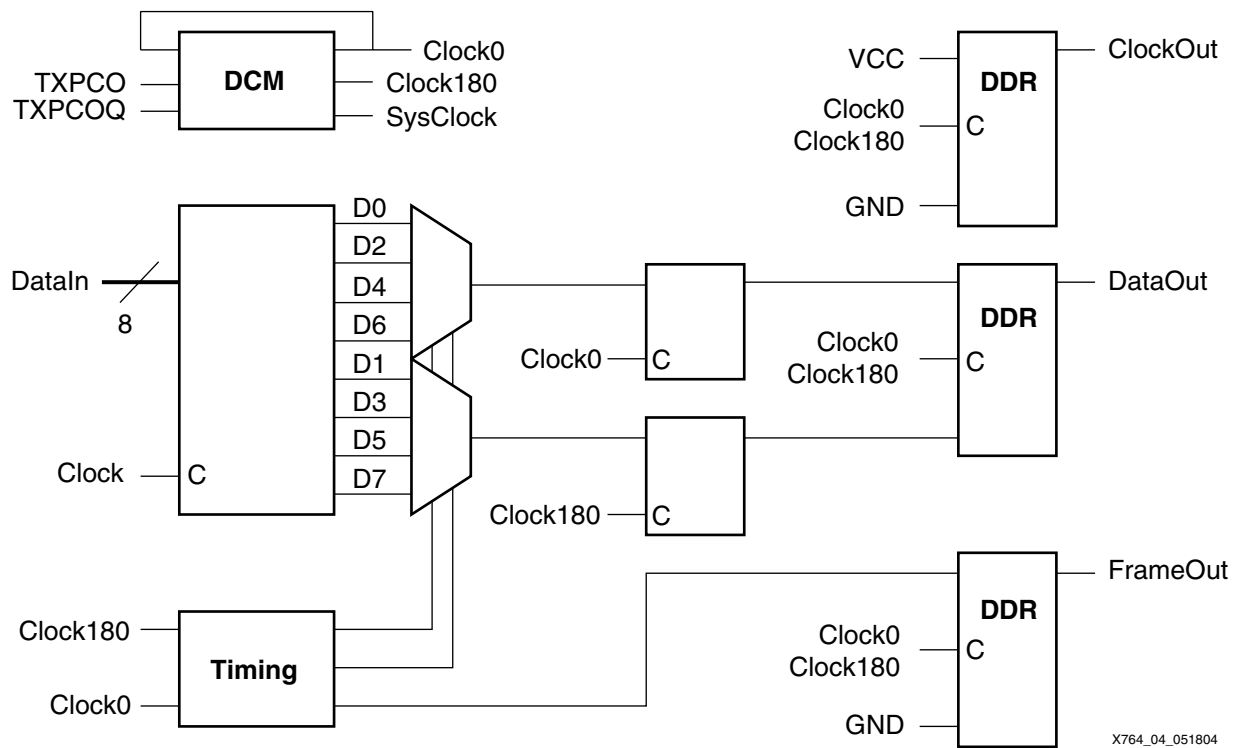 Clock0
TXPCO
DCM
Clock180
TXPCOQ
SysClock
VCC
DDR
ClockOut
Clock0
Clock180
C
GND
DataIn
8
Clock
C
D0
D2
D4
D6
D1
D3
D5
D7
Clock0
C
Clock180
C
DDR
DataOut
Clock0
Clock180
C
Clock180
Timing
Clock0
DDR
FrameOut
Clock0
Clock180
C
GND
X764_04_051804